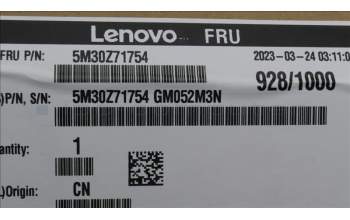 Lenovo FRU
FRU P/N: 5M30Z71754 2023-03-24 03:11:0
928/1000
)P/N, S/N: 5M30Z71754 GM052M3N
antity: 1
)Origin: CN